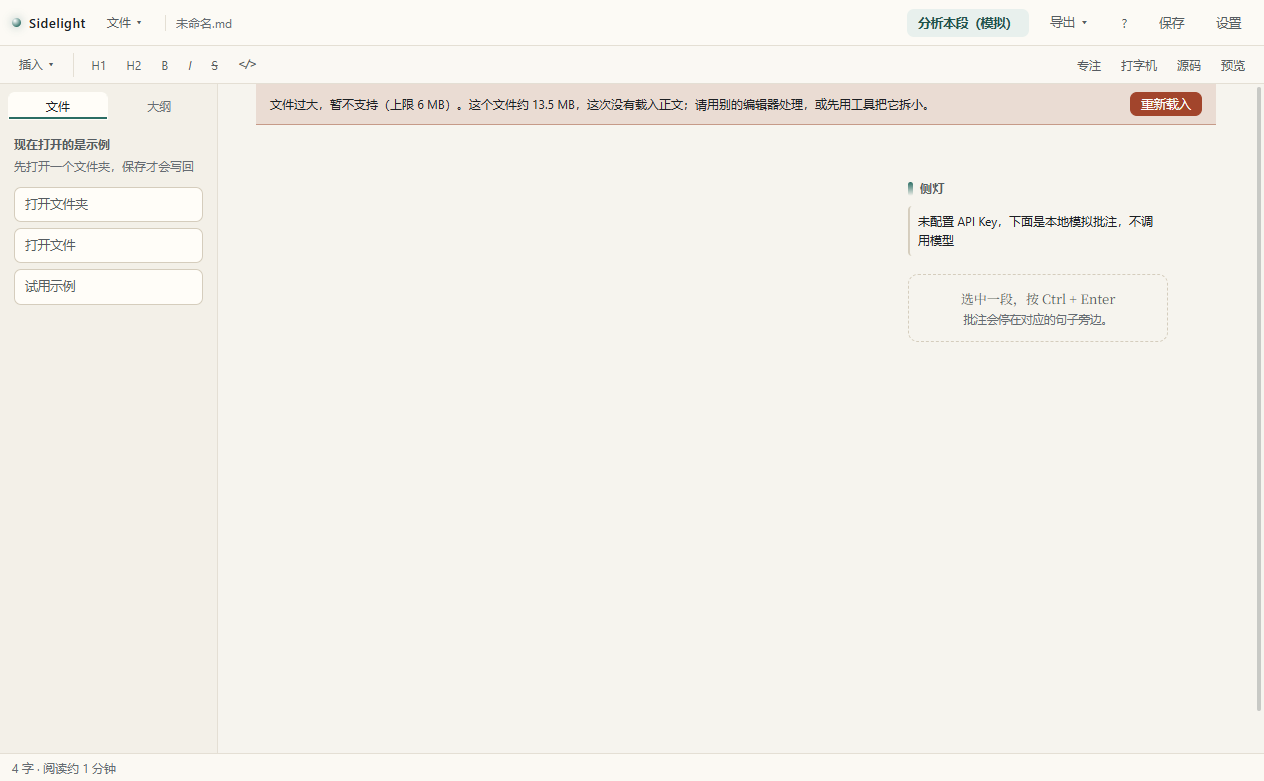 Sidelight 文件 未命名.md 分析本段（模拟） 导出 ? 保存 设置
插入 H1 H2 B I S </> 专注 打字机 源码 预览
文件 大纲
文件过大，暂不支持（上限 6 MB）。这个文件约 13.5 MB，这次没有载入正文；请用别的编辑器处理，或先用工具把它拆小。 重新载入
现在打开的是示例
先打开一个文件夹，保存才会写回
打开文件夹
打开文件
试用示例
侧灯
未配置 API Key，下面是本地模拟批注，不调
用模型
选中一段，按 Ctrl + Enter
批注会停在对应的句子旁边。
4 字 · 阅读约 1 分钟